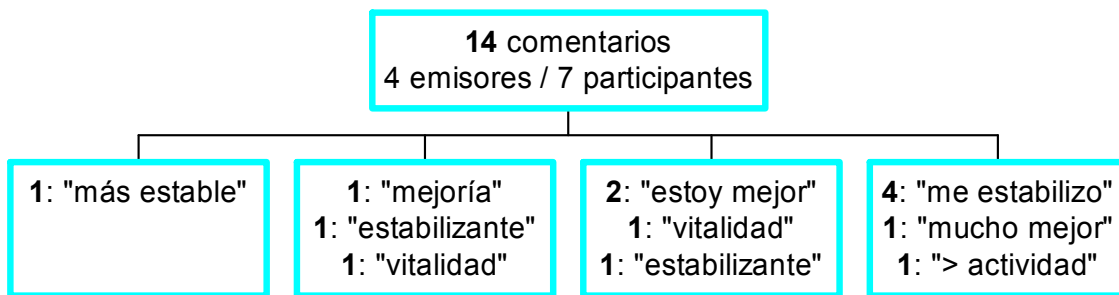 14 comentarios
4 emisores / 7 participantes
1: "más estable"
1: "mejoría"
1: "estabilizante"
1: "vitalidad"
2: "estoy mejor"
1: "vitalidad"
1: "estabilizante"
4: "me estabilizo"
1: "mucho mejor"
1: "> actividad"